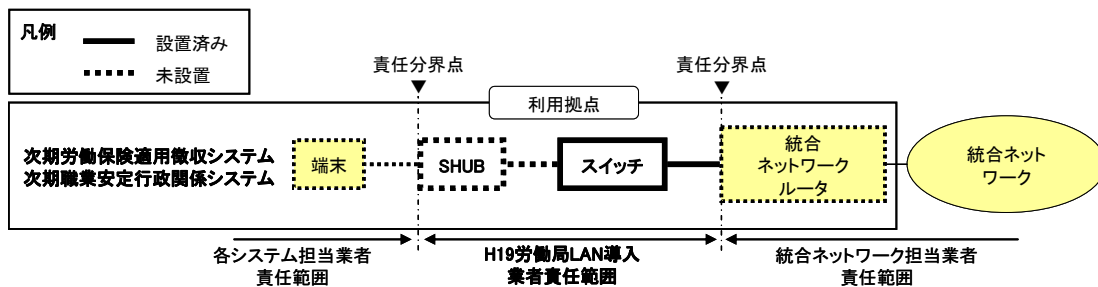 凡例
設置済み
未設置
責任分界点
責任分界点
利用拠点
次期労働保険適用徴収システム
次期職業安定行政関係システム
端末
SHUB
スイッチ
統合
ネットワーク
ルータ
統合ネット
ワーク
各システム担当業者
責任範囲
H19労働局LAN導入
業者責任範囲
統合ネットワーク担当業者
責任範囲